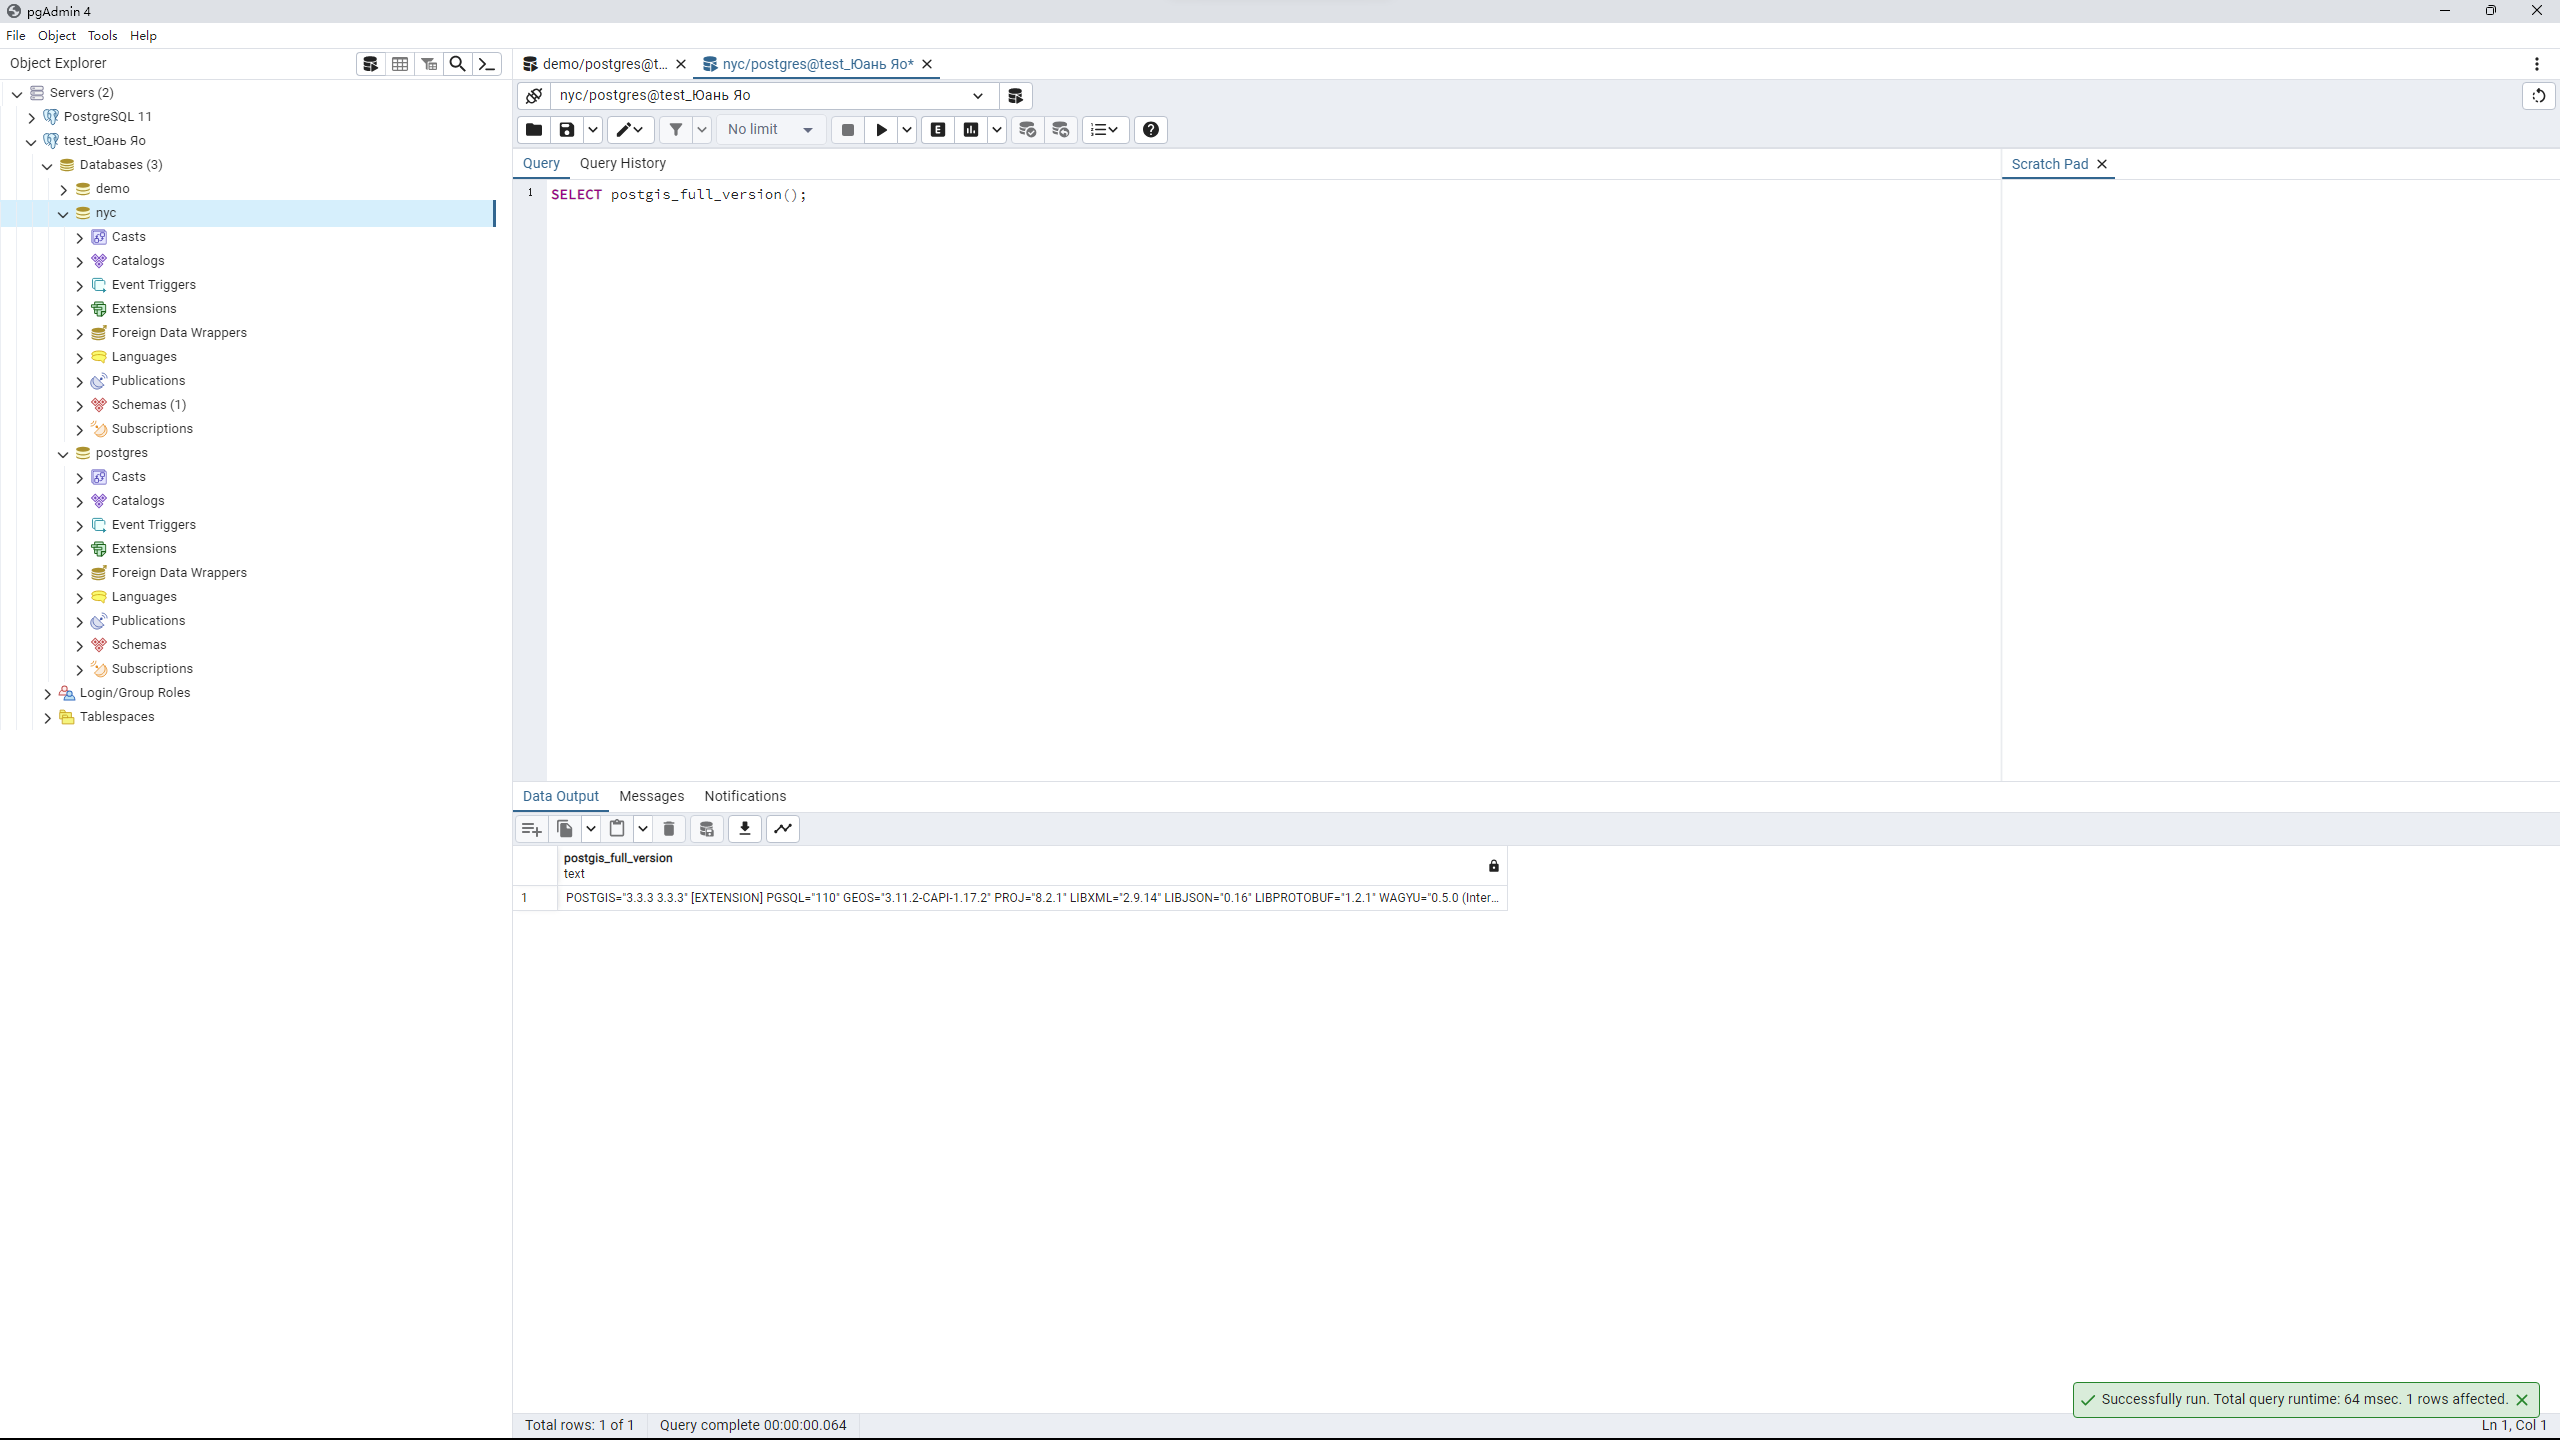 pgAdmin 4
File Object Tools Help
Object Explorer
Servers (2)
PostgreSQL 11
test_Юань Яо
Databases (3)
demo
nyc
Casts
Catalogs
Event Triggers
Extensions
Foreign Data Wrappers
Languages
Publications
Schemas (1)
Subscriptions
postgres
Casts
Catalogs
Event Triggers
Extensions
Foreign Data Wrappers
Languages
Publications
Schemas
Subscriptions
Login/Group Roles
Tablespaces
demo/postgres@t... nyc/postgres@test_Юань Яо*
nyc/postgres@test_Юань Яо
No limit E
Query Query History
Scratch Pad
1 SELECT postgis_full_version();
Data Output Messages Notifications
postgis_full_version
text
1 POSTGIS="3.3.3 3.3.3" [EXTENSION] PGSQL="110" GEOS="3.11.2-CAPI-1.17.2" PROJ="8.2.1" LIBXML="2.9.14" LIBJSON="0.16" LIBPROTOBUF="1.2.1" WAGYU="0.5.0 (Inter...
Successfully run. Total query runtime: 64 msec. 1 rows affected.
Total rows: 1 of 1 Query complete 00:00:00.064 Ln 1, Col 1